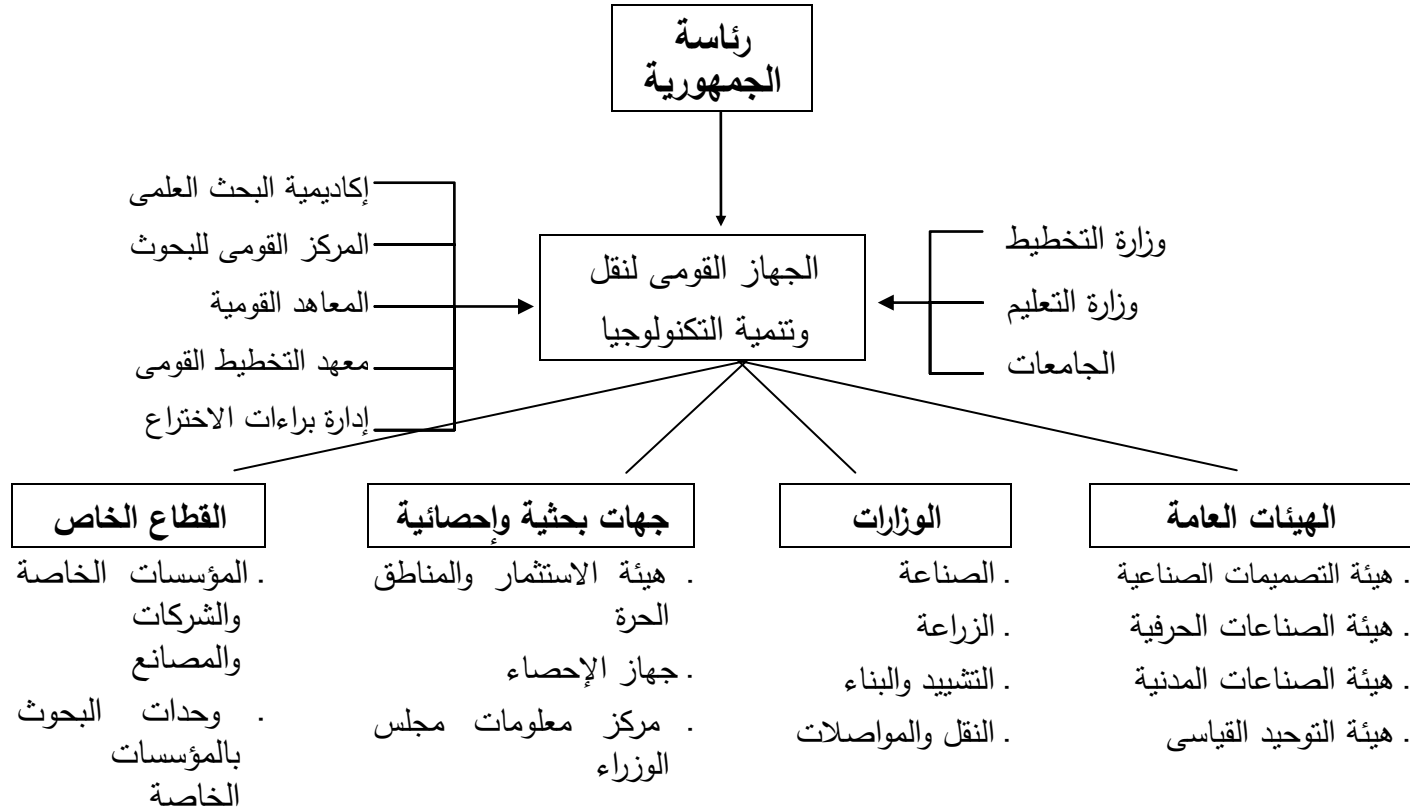 رئاسة
الجمهورية
وزارة التخطيط
وزارة التعليم
الجامعات
الجهاز القومى لنقل
وتنمية التكنولوجيا
إكاديمية البحث العلمى
المركز القومى للبحوث
المعاهد القومية
معهد التخطيط القومى
إدارة براءات الاختراع
الهيئات العامة
. هيئة التصميمات الصناعية
. هيئة الصناعات الحرفية
. هيئة الصناعات المدنية
. هيئة التوحيد القياسى
الوزارات
. الصناعة
. الزراعة
. التشييد والبناء
. النقل والمواصلات
جهات بحثية وإحصائية
. هيئة الاستثمار والمناطق
الحرة
. جهاز الإحصاء
. مركز معلومات مجلس
الوزراء
القطاع الخاص
. المؤسسات الخاصة
والشركات
والمصانع
. وحدات البحوث
بالمؤسسات
الخاصة